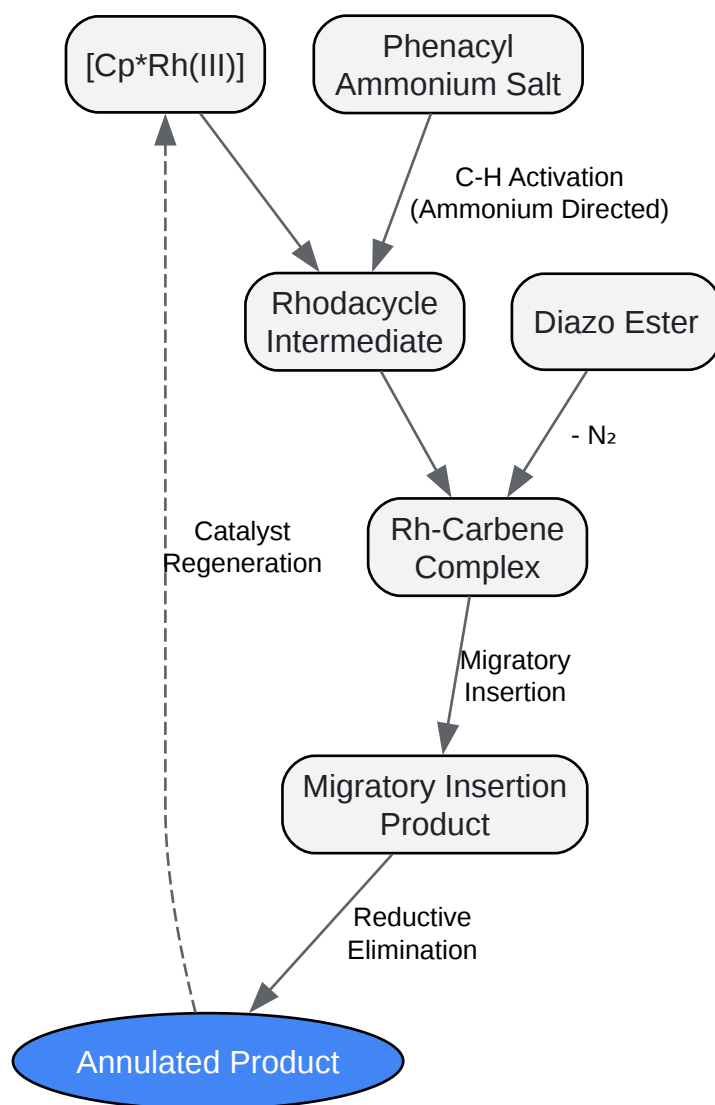 [Cp*Rh(III)]
Phenacyl
Ammonium Salt
C-H Activation
(Ammonium Directed)
Rhodacycle
Intermediate
Diazo Ester
- N₂
Rh-Carbene
Complex
Catalyst
Regeneration
Migratory
Insertion
Migratory Insertion
Product
Reductive
Elimination
Annulated Product